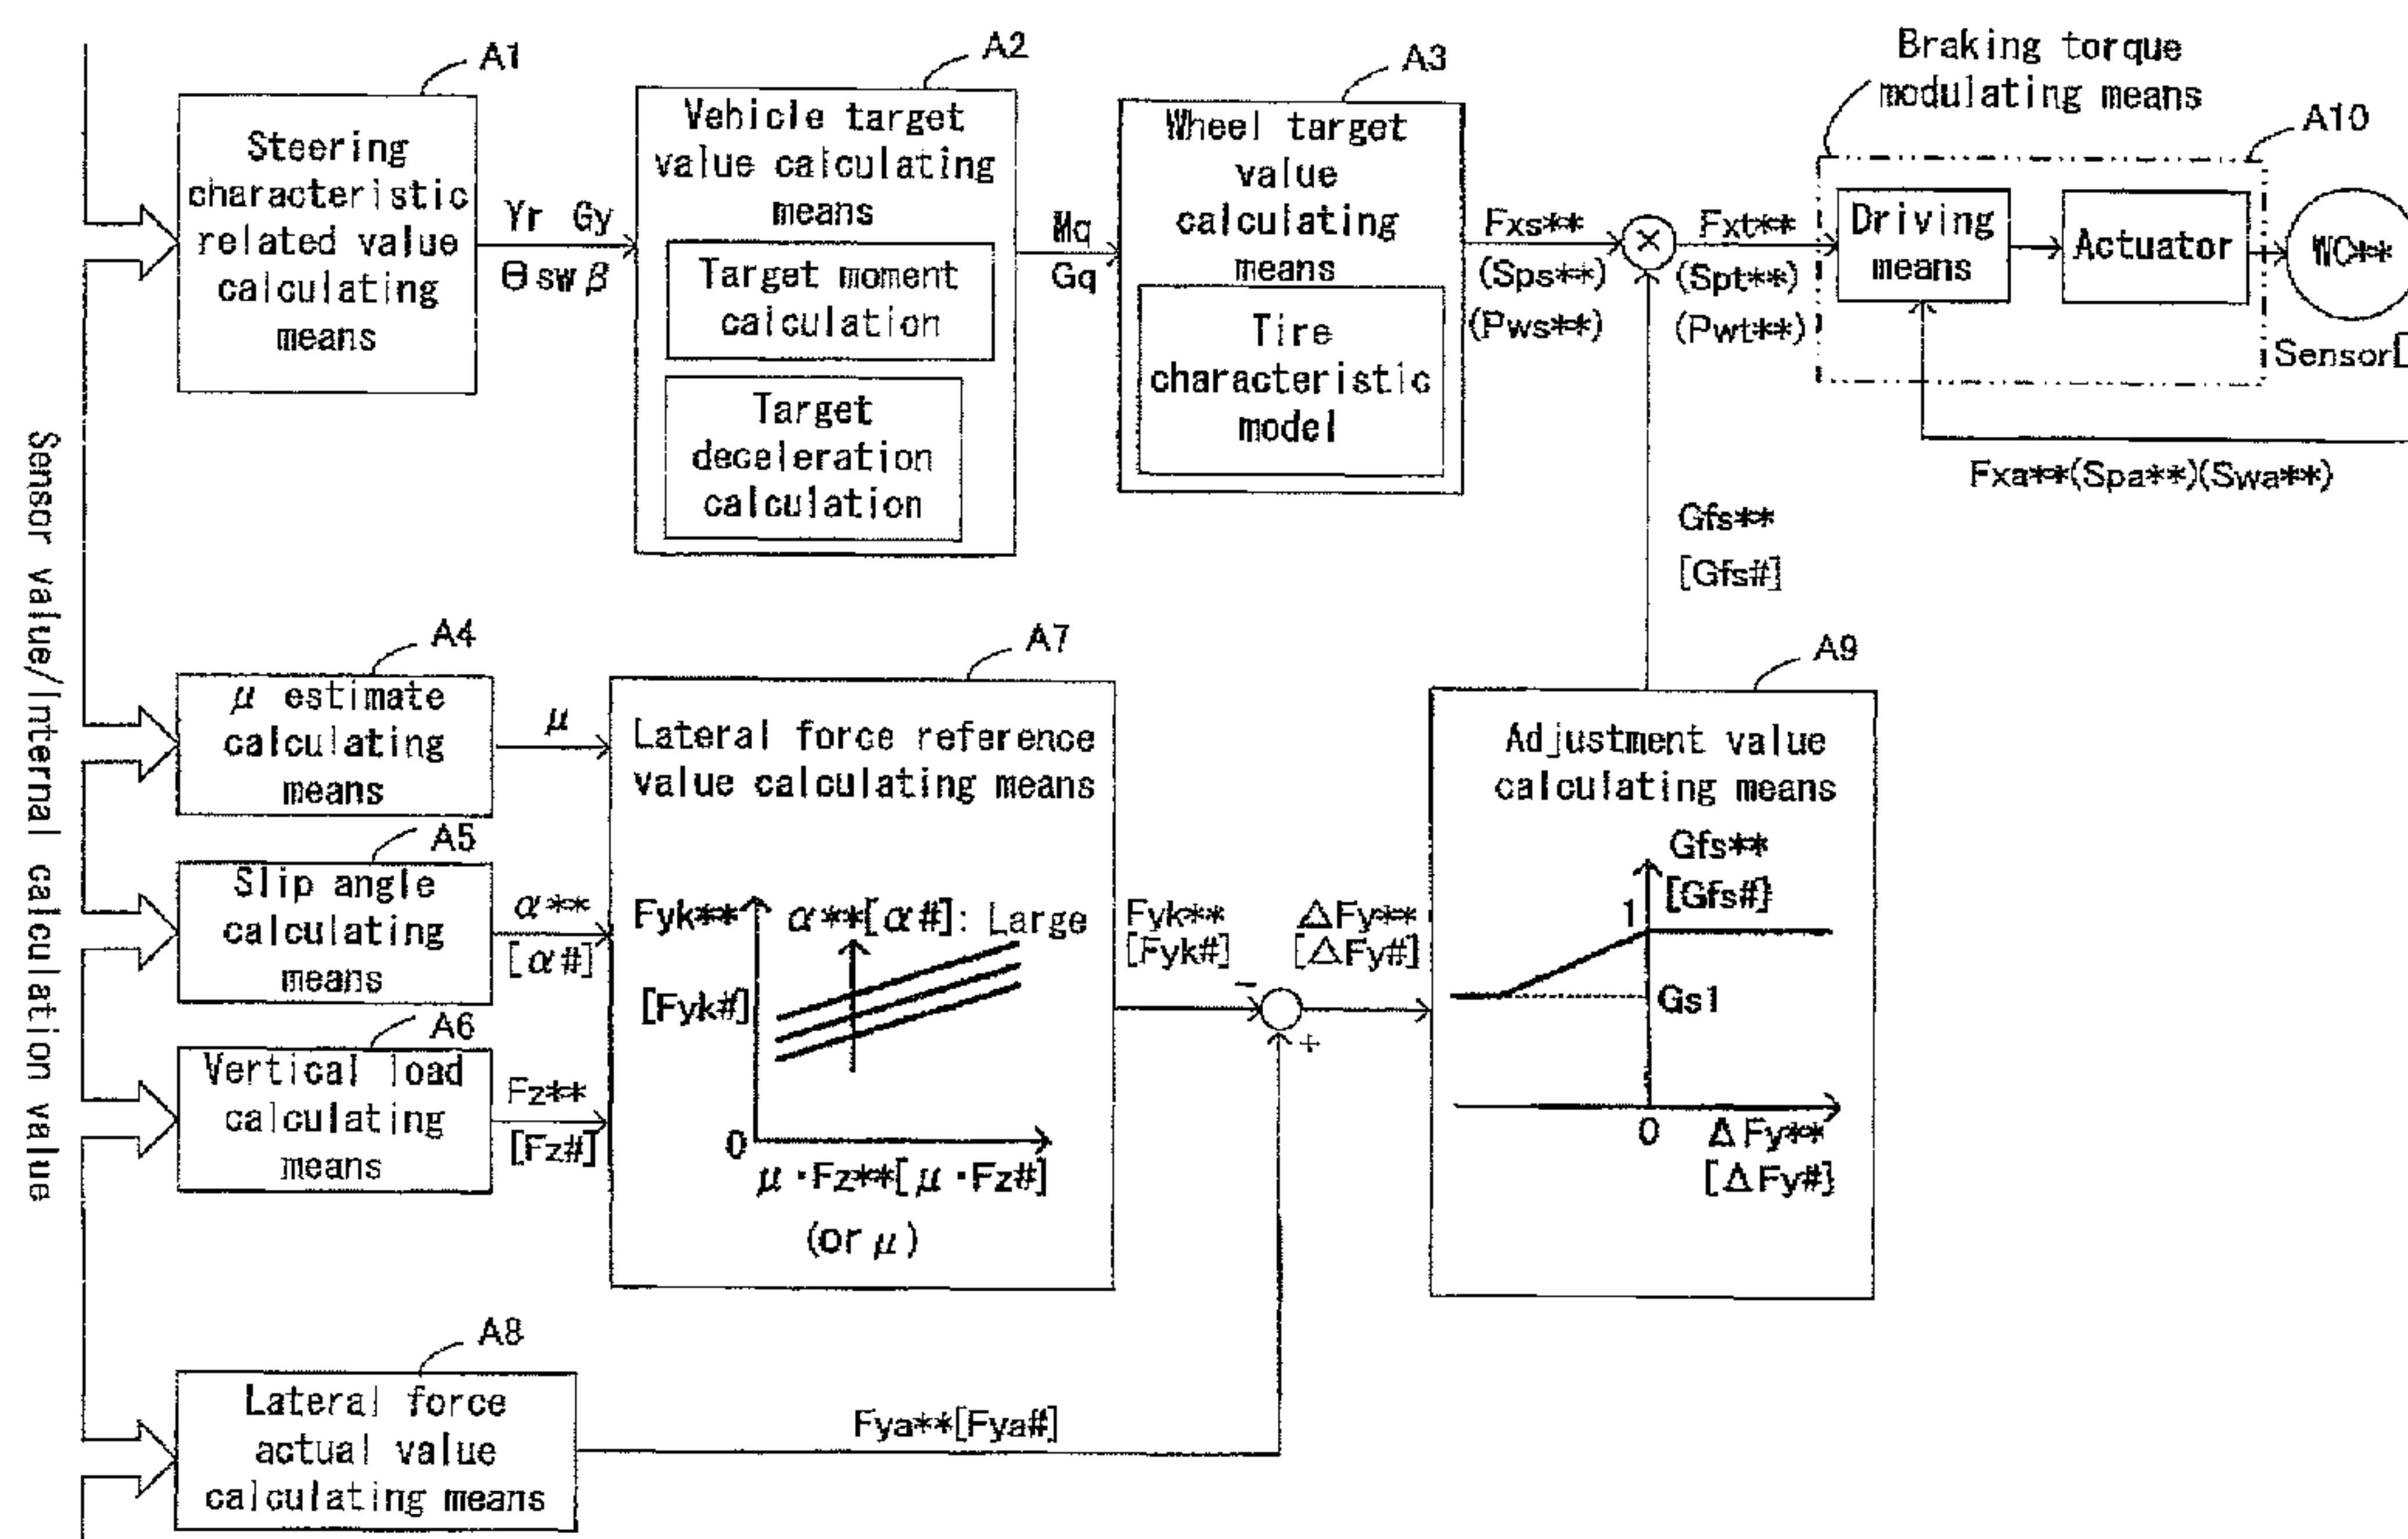 A1
Steering
characteristic
related value
calculating
means
Yr Gy
θsw β
A2
Vehicle target
value calculating
means
Target moment
calculation
Target
deceleration
calculation
Mq
Gq
A3
Wheel target
value
calculating
means
Tire
characteristic
model
Fxs**
(Sps**)
(Pws**)
×
Fxt**
(Spt**)
(Pwt**)
Braking torque
modulating means
A10
Driving
means
Actuator
WC**
Sensor
Fxa**(Spa**)(Swa**)
Gfs**
[Gfs#]
Sensor value/Internal calculation value
A4
μ estimate
calculating
means
μ
A5
Slip angle
calculating
means
α**
[α#]
A6
Vertical load
calculating
means
Fz**
[Fz#]
A7
Lateral force reference
value calculating means
Fyk**
[Fyk#]
α**[α#]: Large
0
μ・Fz**[μ・Fz#]
(or μ)
Fyk**
[Fyk#]
-
+
ΔFy**
[ΔFy#]
A9
Adjustment value
calculating means
Gfs**
[Gfs#]
1
Gs1
0
ΔFy**
[ΔFy#]
A8
Lateral force
actual value
calculating means
Fya**[Fya#]